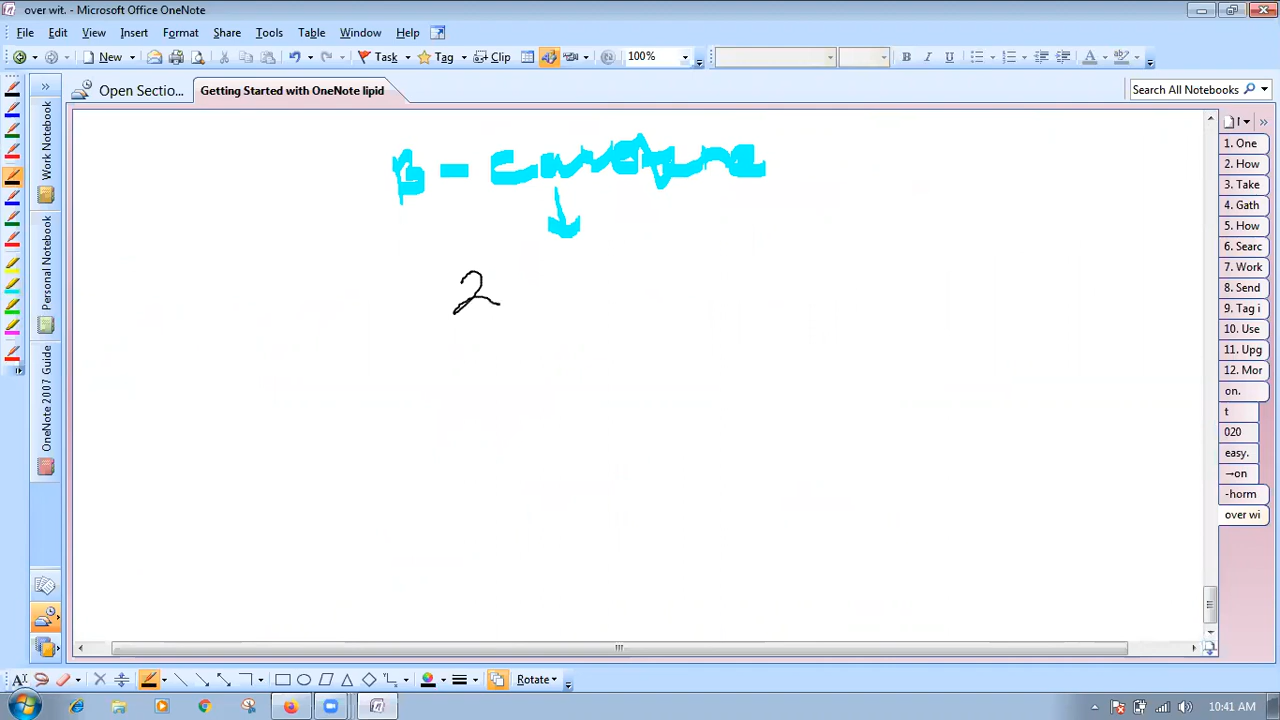 over wit. - Microsoft Office OneNote
File Edit View Insert Format Share Tools Table Window Help
New Task Tag Clip 100%
B I U
Open Sectio... Getting Started with OneNote lipid Search All Notebooks
Work Notebook
Personal Notebook
OneNote 2007 Guide
β -
↓
2
1. One
2. How
3. Take
4. Gath
5. How
6. Searc
7. Work
8. Send
9. Tag i
10. Use
11. Upg
12. Mor
on.
t
020
easy.
→on
-horm
over wi
Rotate
10:41 AM